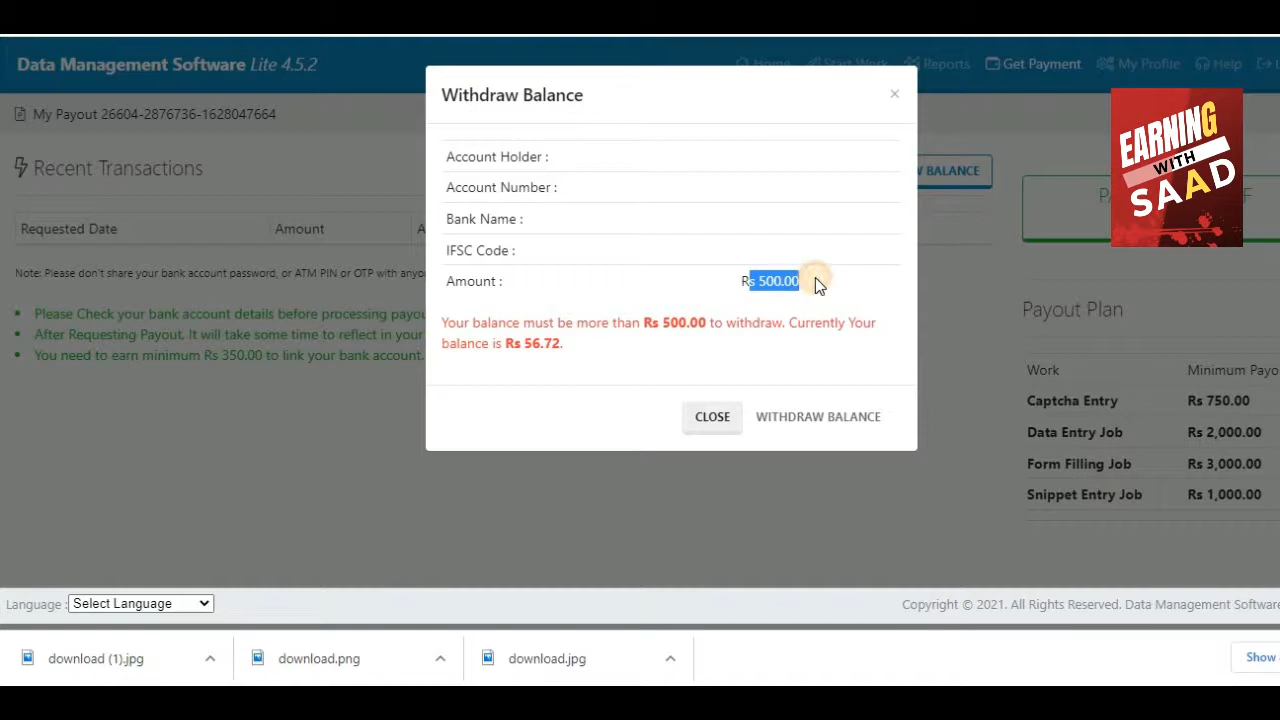 Data Management Software Lite 4.5.2
Home Start Work Reports Get Payment My Profile Help
My Payout 26604-2876736-1628047664
Withdraw Balance
×
EARNING
WITH
SAAD
Recent Transactions
BALANCE
Requested Date Amount
Account Holder :
Account Number :
Bank Name :
IFSC Code :
Amount : Rs 500.00
Your balance must be more than Rs 500.00 to withdraw. Currently Your
balance is Rs 56.72.
CLOSE WITHDRAW BALANCE
Note: Please don't share your bank account password, or ATM PIN or OTP with
Please Check your bank account details before processing
After Requesting Payout. It will take some time to reflect in your
You need to earn minimum Rs 350.00 to link your bank account.
Payout Plan
Work Minimum
Captcha Entry Rs 750.00
Data Entry Job Rs 2,000.00
Form Filling Job Rs 3,000.00
Snippet Entry Job Rs 1,000.00
Language : Select Language
Copyright © 2021. All Rights Reserved. Data Management Software
download (1).jpg download.png download.jpg Show